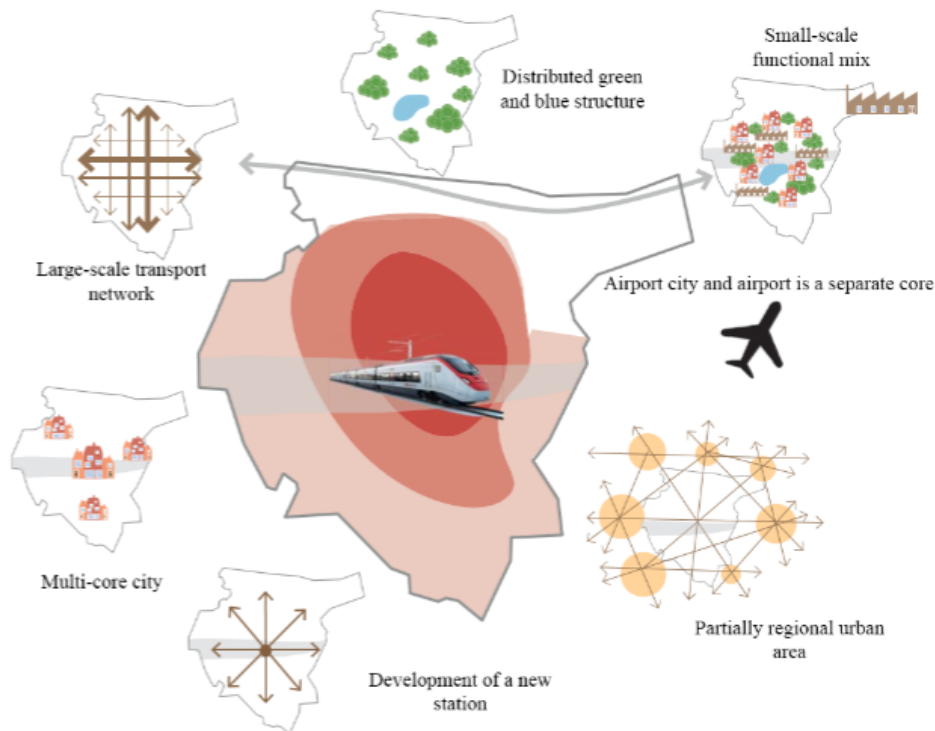 Small-scale
functional mix
Distributed green
and blue structure
Large-scale transport
network
Airport city and airport is a separate core
Multi-core city
Partially regional urban
area
Development of a new
station